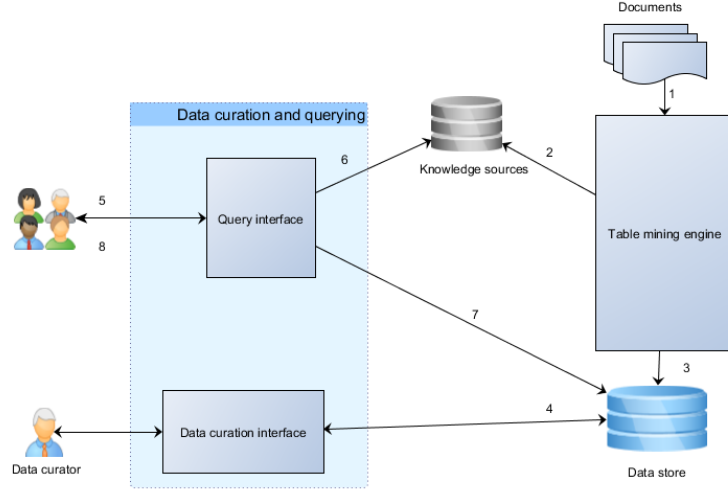 Documents
1
Data curation and querying
Knowledge sources
6
2
5
Query interface
8
Table mining engine
7
3
4
Data curation interface
Data curator
Data store